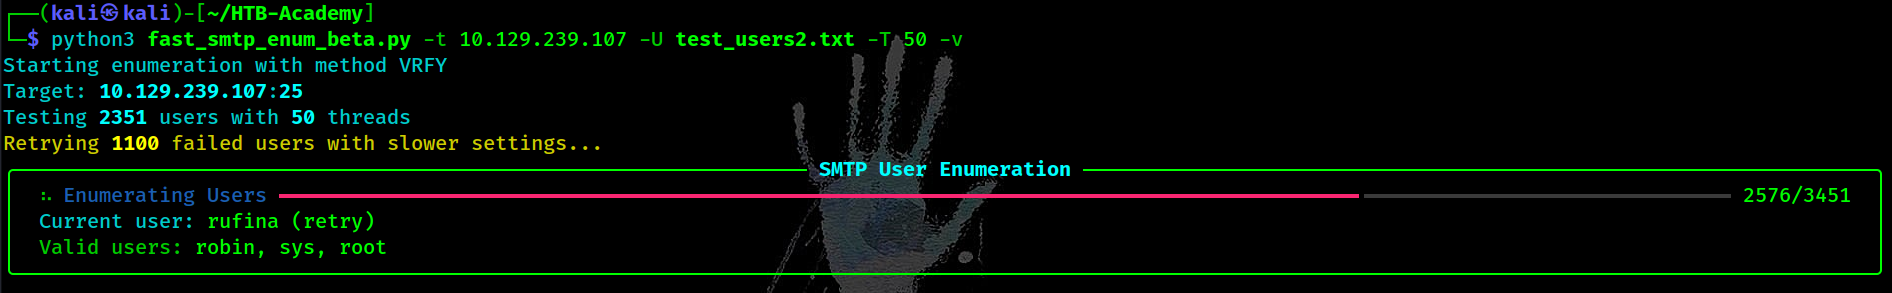 ┌──(kali㉿kali)-[~/HTB-Academy]
└─$ python3 fast_smtp_enum_beta.py -t 10.129.239.107 -U test_users2.txt -T 50 -v
Starting enumeration with method VRFY
Target: 10.129.239.107:25
Testing 2351 users with 50 threads
Retrying 1100 failed users with slower settings...
SMTP User Enumeration
Enumerating Users 2576/3451
Current user: rufina (retry)
Valid users: robin, sys, root